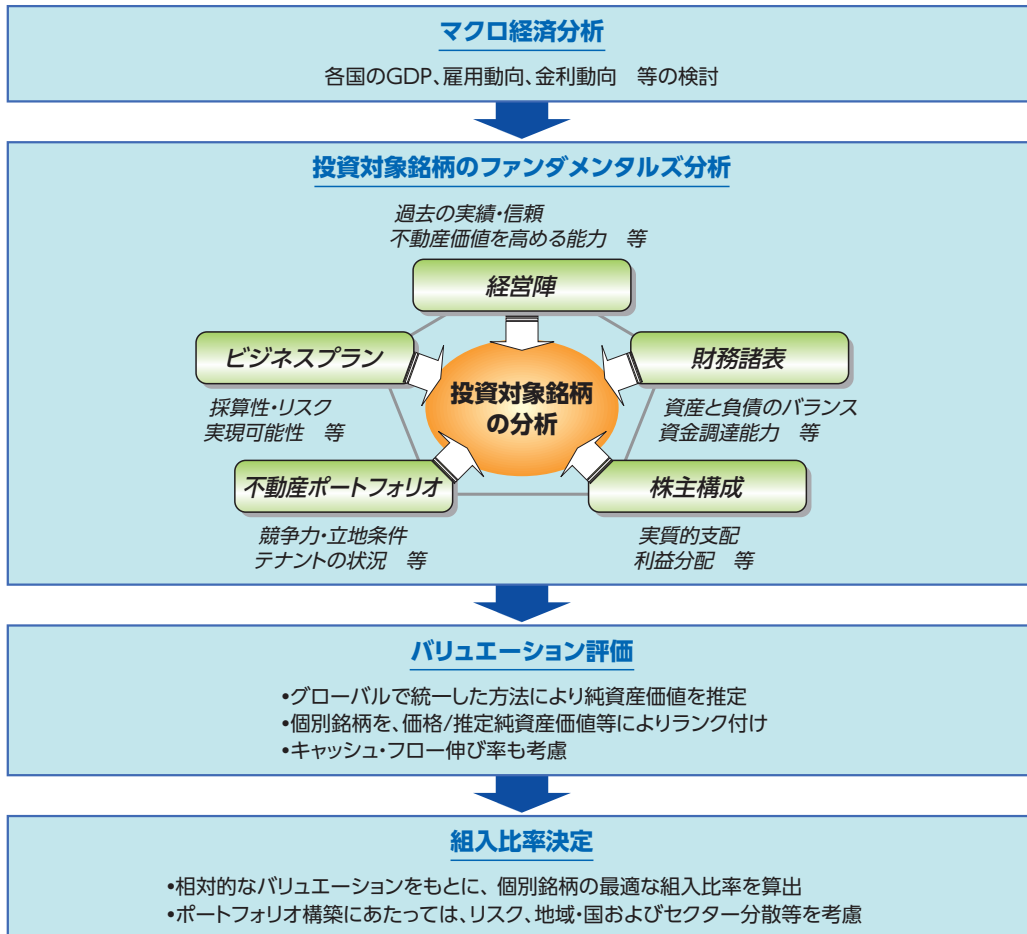 マクロ経済分析
各国のGDP、雇用動向、金利動向　等の検討
投資対象銘柄のファンダメンタルズ分析
過去の実績・信頼
不動産価値を高める能力　等
経営陣
ビジネスプラン
採算性・リスク
実現可能性　等
財務諸表
資産と負債のバランス
資金調達能力　等
投資対象銘柄
の分析
不動産ポートフォリオ
競争力・立地条件
テナントの状況　等
株主構成
実質的支配
利益分配　等
バリュエーション評価
•グローバルで統一した方法により純資産価値を推定
•個別銘柄を、価格/推定純資産価値等によりランク付け
•キャッシュ・フロー伸び率も考慮
組入比率決定
•相対的なバリュエーションをもとに、個別銘柄の最適な組入比率を算出
•ポートフォリオ構築にあたっては、リスク、地域・国およびセクター分散等を考慮